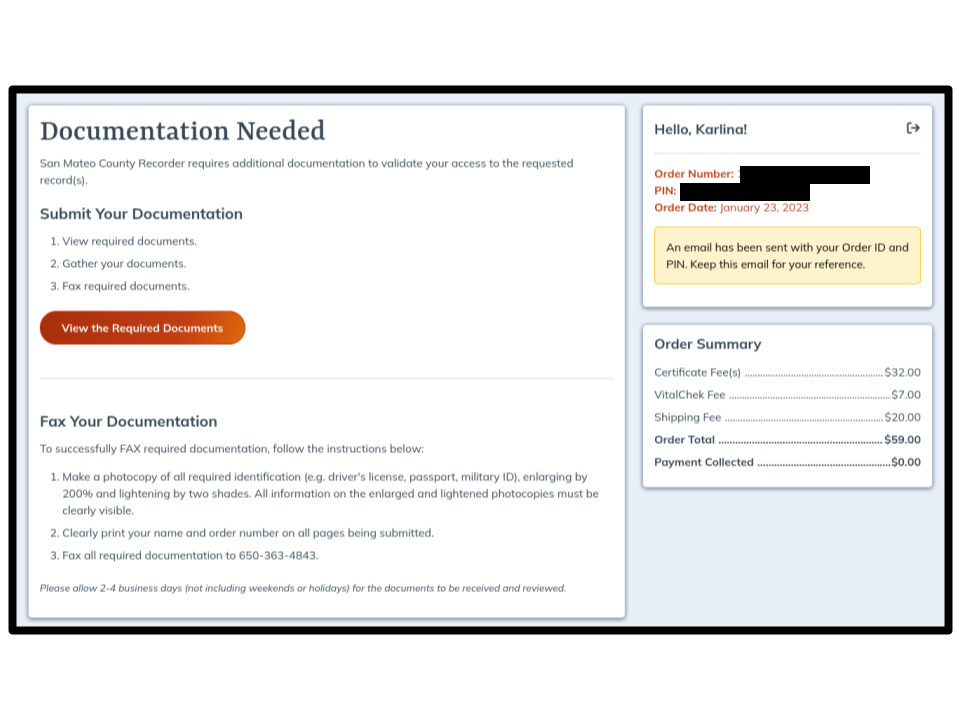 Documentation Needed
San Mateo County Recorder requires additional documentation to validate your access to the requested
record(s).
Submit Your Documentation
1. View required documents.
2. Gather your documents.
3. Fax required documents.
View the Required Documents
Fax Your Documentation
To successfully FAX required documentation, follow the instructions below:
1. Make a photocopy of all required identification (e.g. driver's license, passport, military ID), enlarging by
200% and lightening by two shades. All information on the enlarged and lightened photocopies must be
clearly visible.
2. Clearly print your name and order number on all pages being submitted.
3. Fax all required documentation to 650-363-4843.
Please allow 2-4 business days (not including weekends or holidays) for the documents to be received and reviewed.
Hello, Karlina!
Order Number:
PIN:
Order Date: January 23, 2023
An email has been sent with your Order ID and
PIN. Keep this email for your reference.
Order Summary
Certificate Fee(s) $32.00
VitalChek Fee $7.00
Shipping Fee $20.00
Order Total $59.00
Payment Collected $0.00